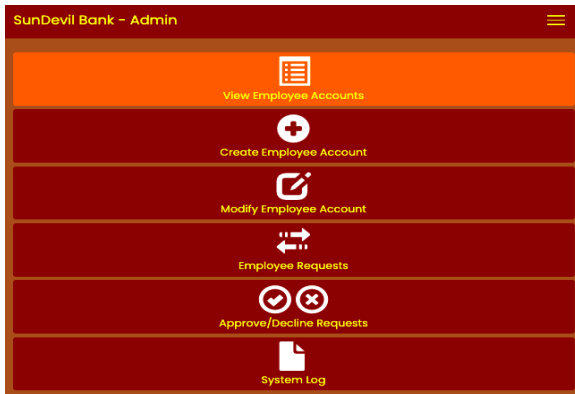 SunDevil Bank - Admin
View Employee Accounts
Create Employee Account
Modify Employee Account
Employee Requests
Approve/Decline Requests
System Log